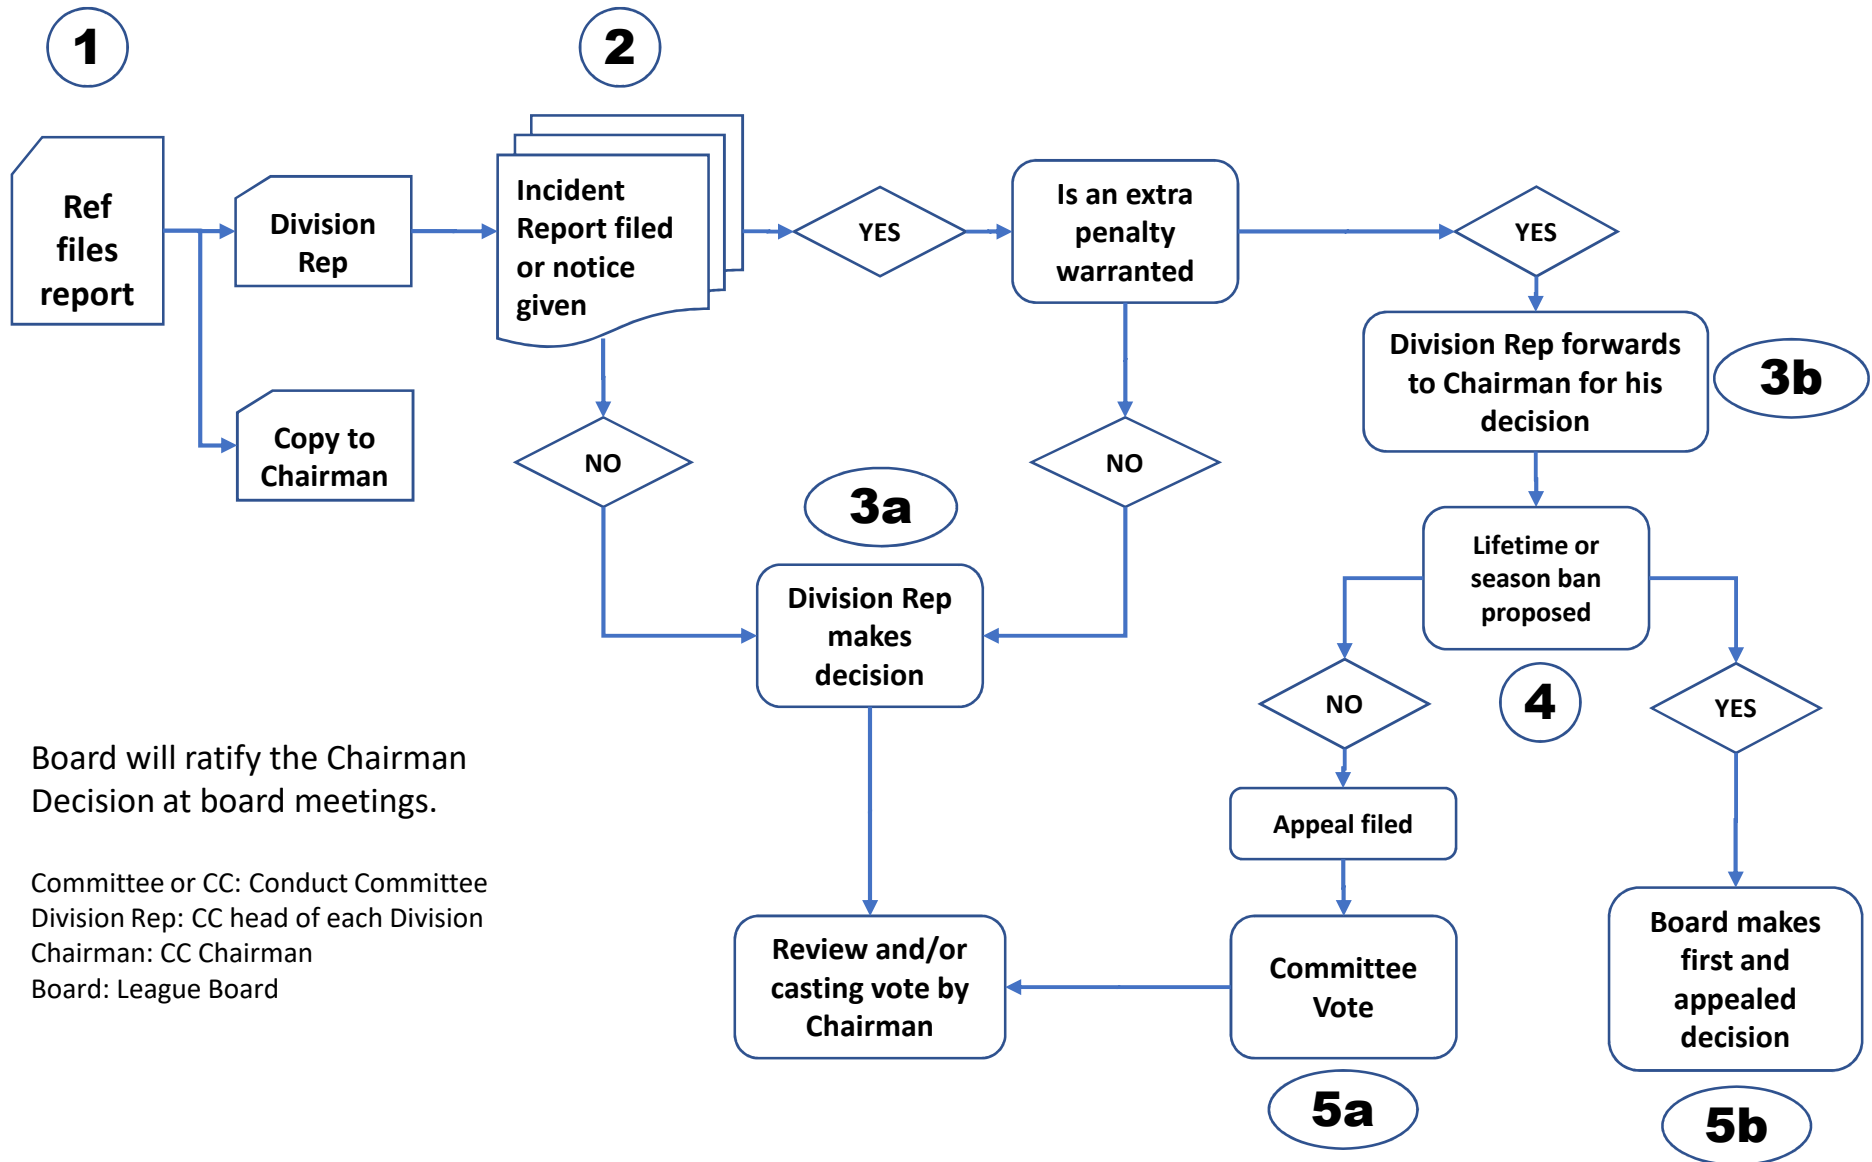 1
2
Ref
files
report
Division
Rep
Copy to
Chairman
Incident
Report filed
or notice
given
YES
Is an extra
penalty
warranted
YES
Division Rep forwards
to Chairman for his
decision
3b
NO
NO
3a
Division Rep
makes
decision
Lifetime or
season ban
proposed
NO
4
YES
Appeal filed
Review and/or
casting vote by
Chairman
Committee
Vote
Board makes
first and
appealed
decision
5a
5b
Board will ratify the Chairman
Decision at board meetings.
Committee or CC: Conduct Committee
Division Rep: CC head of each Division
Chairman: CC Chairman
Board: League Board